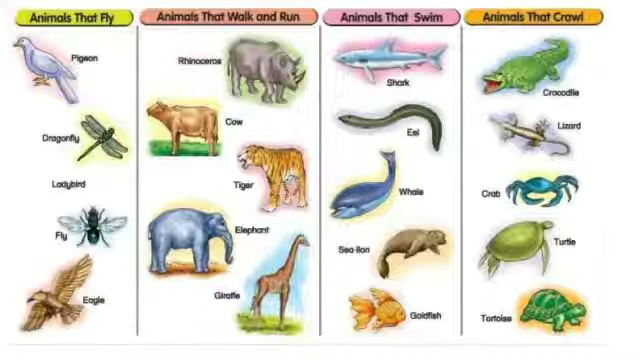 Animals That Fly
Pigeon
Dragonfly
Ladybird
Fly
Eagle
Animals That Walk and Run
Rhinoceros
Cow
Tiger
Elephant
Giraffe
Animals That Swim
Shark
Eel
Whale
Sea-lion
Goldfish
Animals That Crawl
Crocodile
Lizard
Crab
Turtle
Tortoise